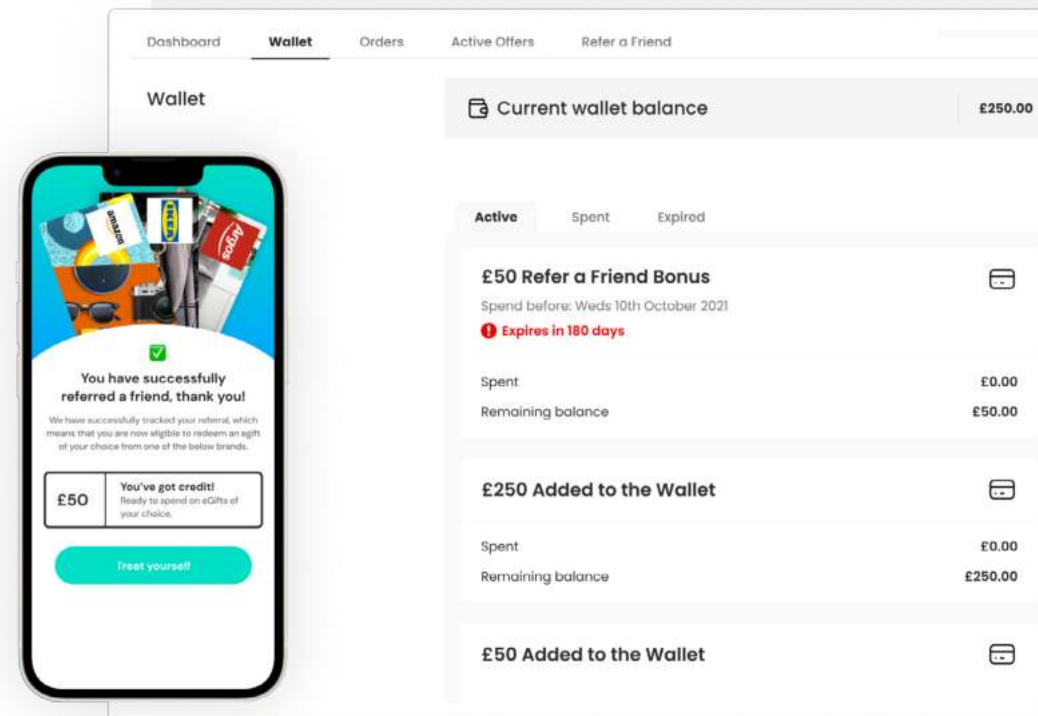 Dashboard Wallet Orders Active Offers Refer a Friend
Wallet
Current wallet balance £250.00
Active Spent Expired
£50 Refer a Friend Bonus
Spend before: Weds 10th October 2021
Expires in 180 days
Spent £0.00
Remaining balance £50.00
£250 Added to the Wallet
Spent £0.00
Remaining balance £250.00
£50 Added to the Wallet
amazon
IKEA
Argos
You have successfully
referred a friend, thank you!
We have successfully tracked your referral, which
means that you are now eligible to redeem an egift
of your choice from one of the below brands.
£50
You've got credit!
Ready to spend on eGifts of
your choice.
Treat yourself